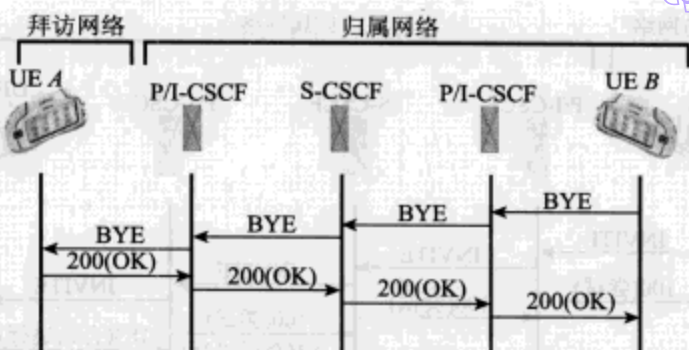 拜访网络 归属网络
UE A P/I-CSCF S-CSCF P/I-CSCF UE B
BYE
BYE
BYE
BYE
200(OK)
200(OK)
200(OK)
200(OK)
INVITE